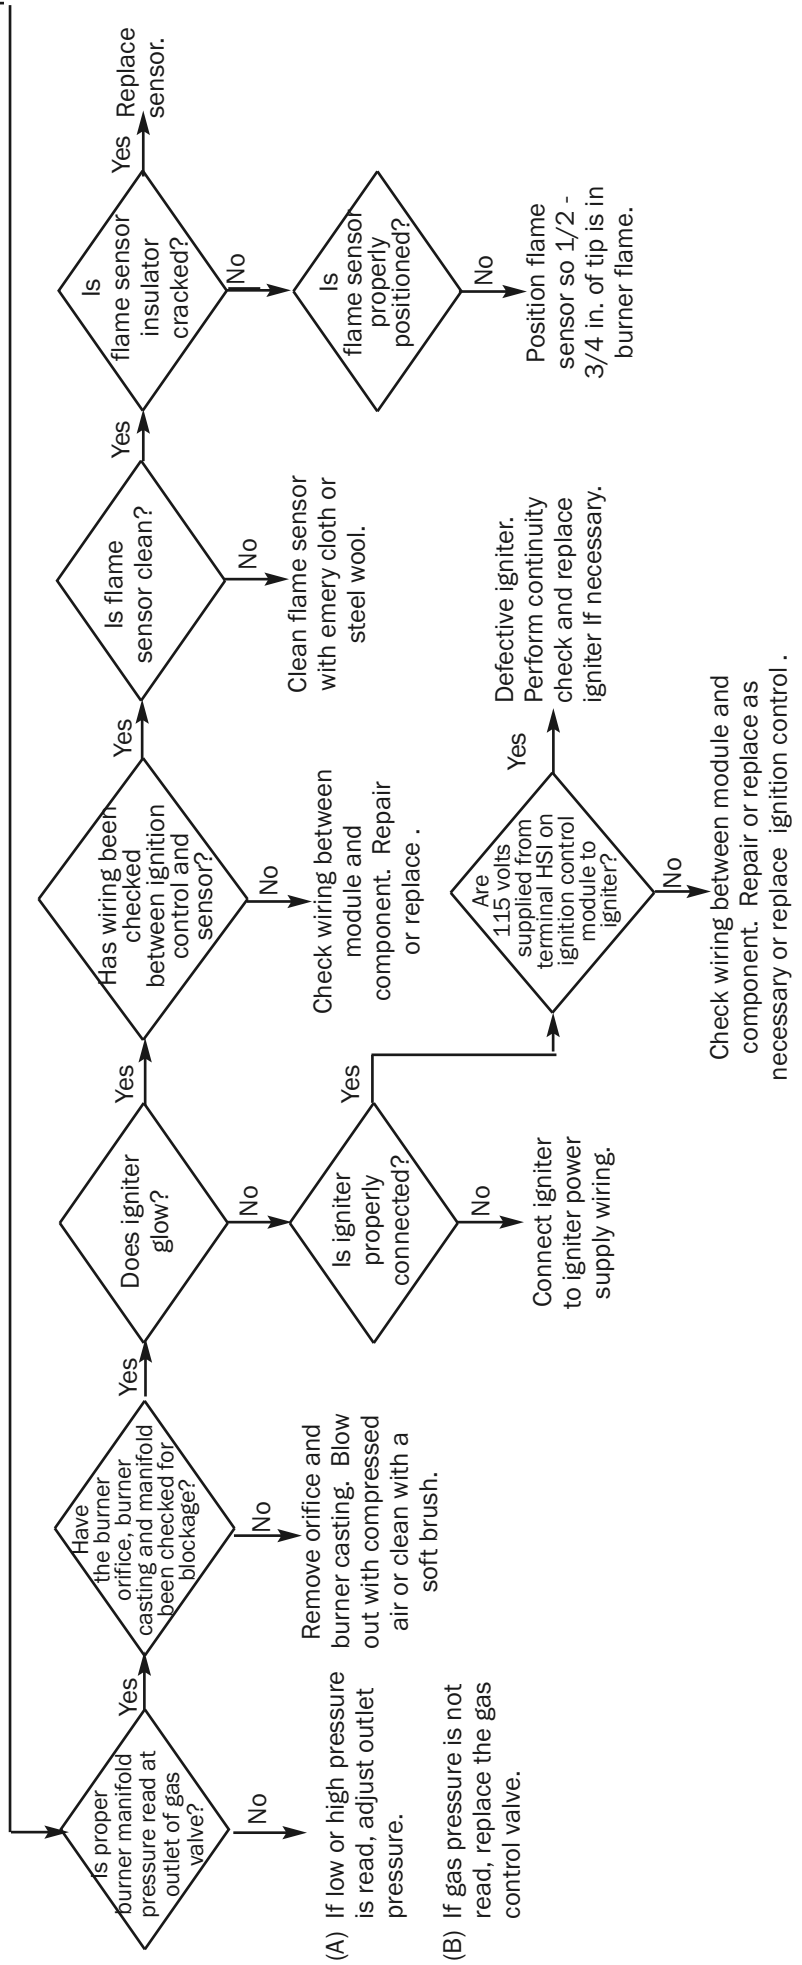 Is proper
burner manifold
pressure read at
outlet of gas
valve?
Yes
No
(A) If low or high pressure
is read, adjust outlet
pressure.
(B) If gas pressure is not
read, replace the gas
control valve.
Have
the burner
orifice, burner
casting and manifold
been checked for
blockage?
Yes
No
Remove orifice and
burner casting. Blow
out with compressed
air or clean with a
soft brush.
Does igniter
glow?
Yes
No
Is igniter
properly
connected?
Yes
No
Connect igniter
to igniter power
supply wiring.
Has wiring been
checked
between ignition
control and
sensor?
Yes
No
Check wiring between
module and
component. Repair
or replace .
Are
115 volts
supplied from
terminal HSI on
ignition control
module to
igniter?
Yes
No
Defective igniter.
Perform continuity
check and replace
igniter If necessary.
Check wiring between module and
component. Repair or replace as
necessary or replace ignition control .
Is flame
sensor clean?
Yes
No
Clean flame sensor
with emery cloth or
steel wool.
Is
flame sensor
insulator
cracked?
Yes
Replace
sensor.
No
Is
flame sensor
properly
positioned?
No
Position flame
sensor so 1/2 -
3/4 in. of tip is in
burner flame.